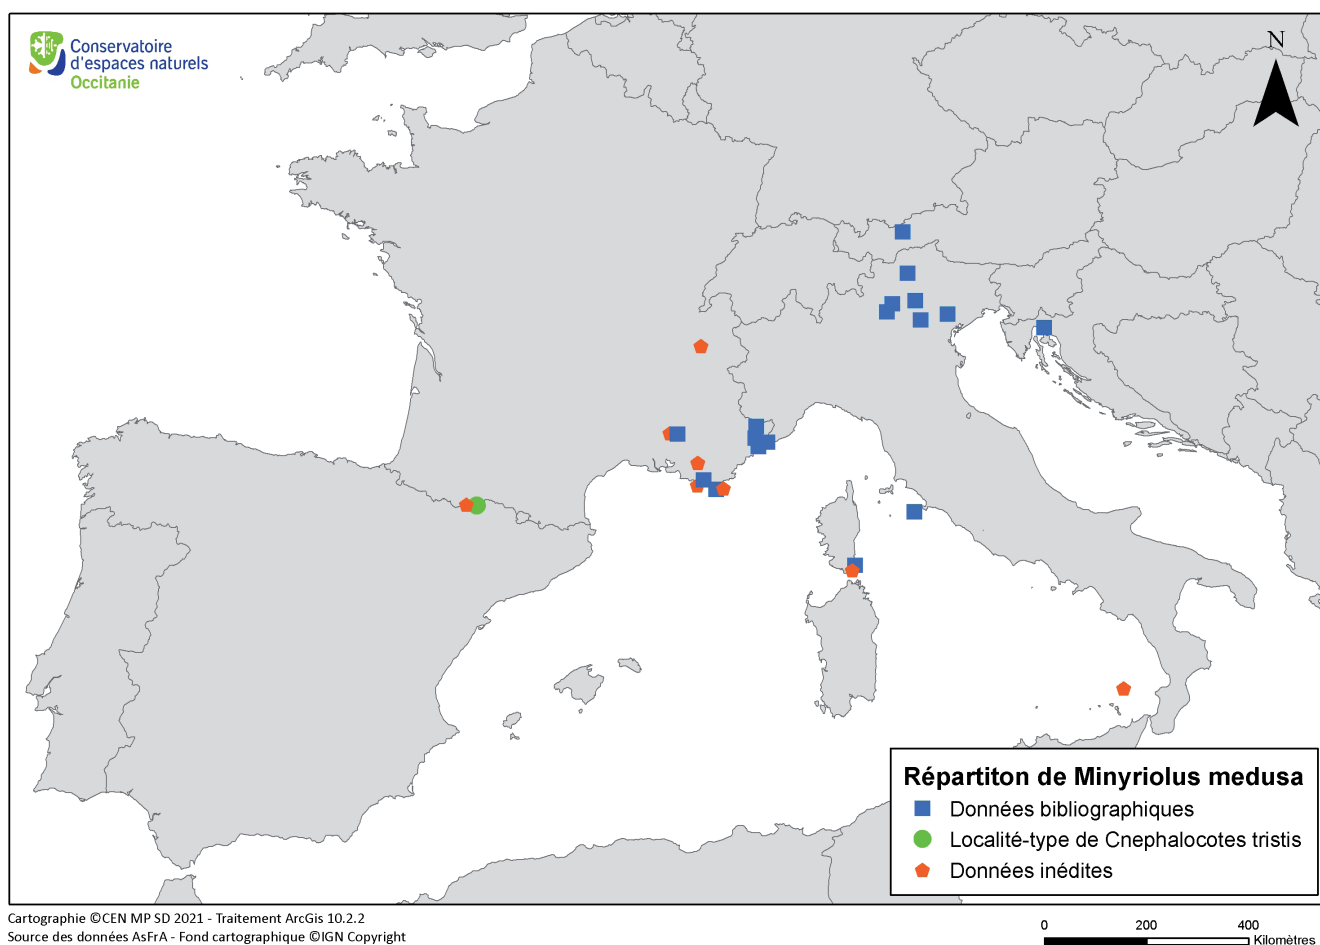 Conservatoire
d'espaces naturels
Occitanie
N
Répartiton de Minyriolus medusa
Données bibliographiques
Localité-type de Cnephalocotes tristis
Données inédites
Cartographie ©CEN MP SD 2021 - Traitement ArcGis 10.2.2
Source des données AsFrA - Fond cartographique ©IGN Copyright
0 200 400
Kilomètres